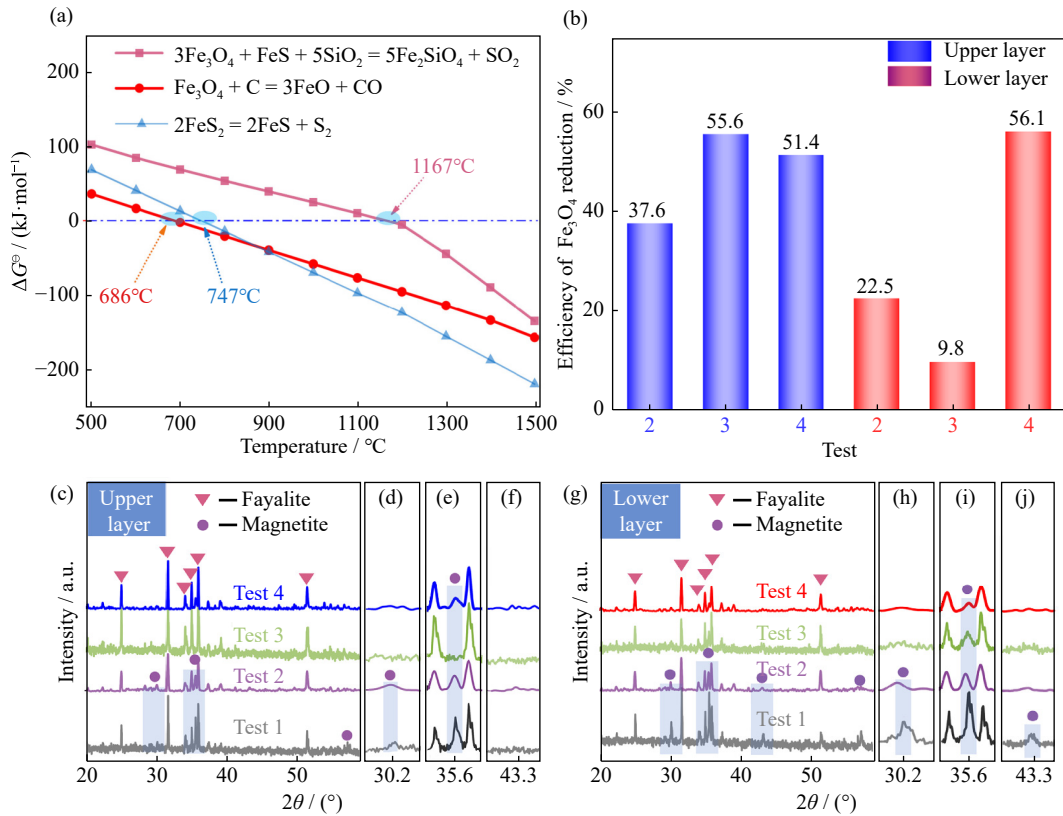 (a)
3Fe₃O₄ + FeS + 5SiO₂ = 5Fe₂SiO₄ + SO₂
Fe₃O₄ + C = 3FeO + CO
2FeS₂ = 2FeS + S₂
1167°C
686°C
747°C
200
100
0
−100
−200
ΔG⊖ / (kJ·mol⁻¹)
500
700
900
1100
1300
1500
Temperature / °C
(b)
Upper layer
Lower layer
60
40
20
0
Efficiency of Fe₃O₄ reduction / %
37.6
55.6
51.4
22.5
9.8
56.1
2
3
4
2
3
4
Test
(c)
Upper
layer
Fayalite
Magnetite
Test 4
Test 3
Test 2
Test 1
Intensity / a.u.
20
30
40
50
2θ / (°)
(d)
30.2
(e)
35.6
(f)
43.3
(g)
Lower
layer
Fayalite
Magnetite
Test 4
Test 3
Test 2
Test 1
Intensity / a.u.
20
30
40
50
2θ / (°)
(h)
30.2
(i)
35.6
(j)
43.3